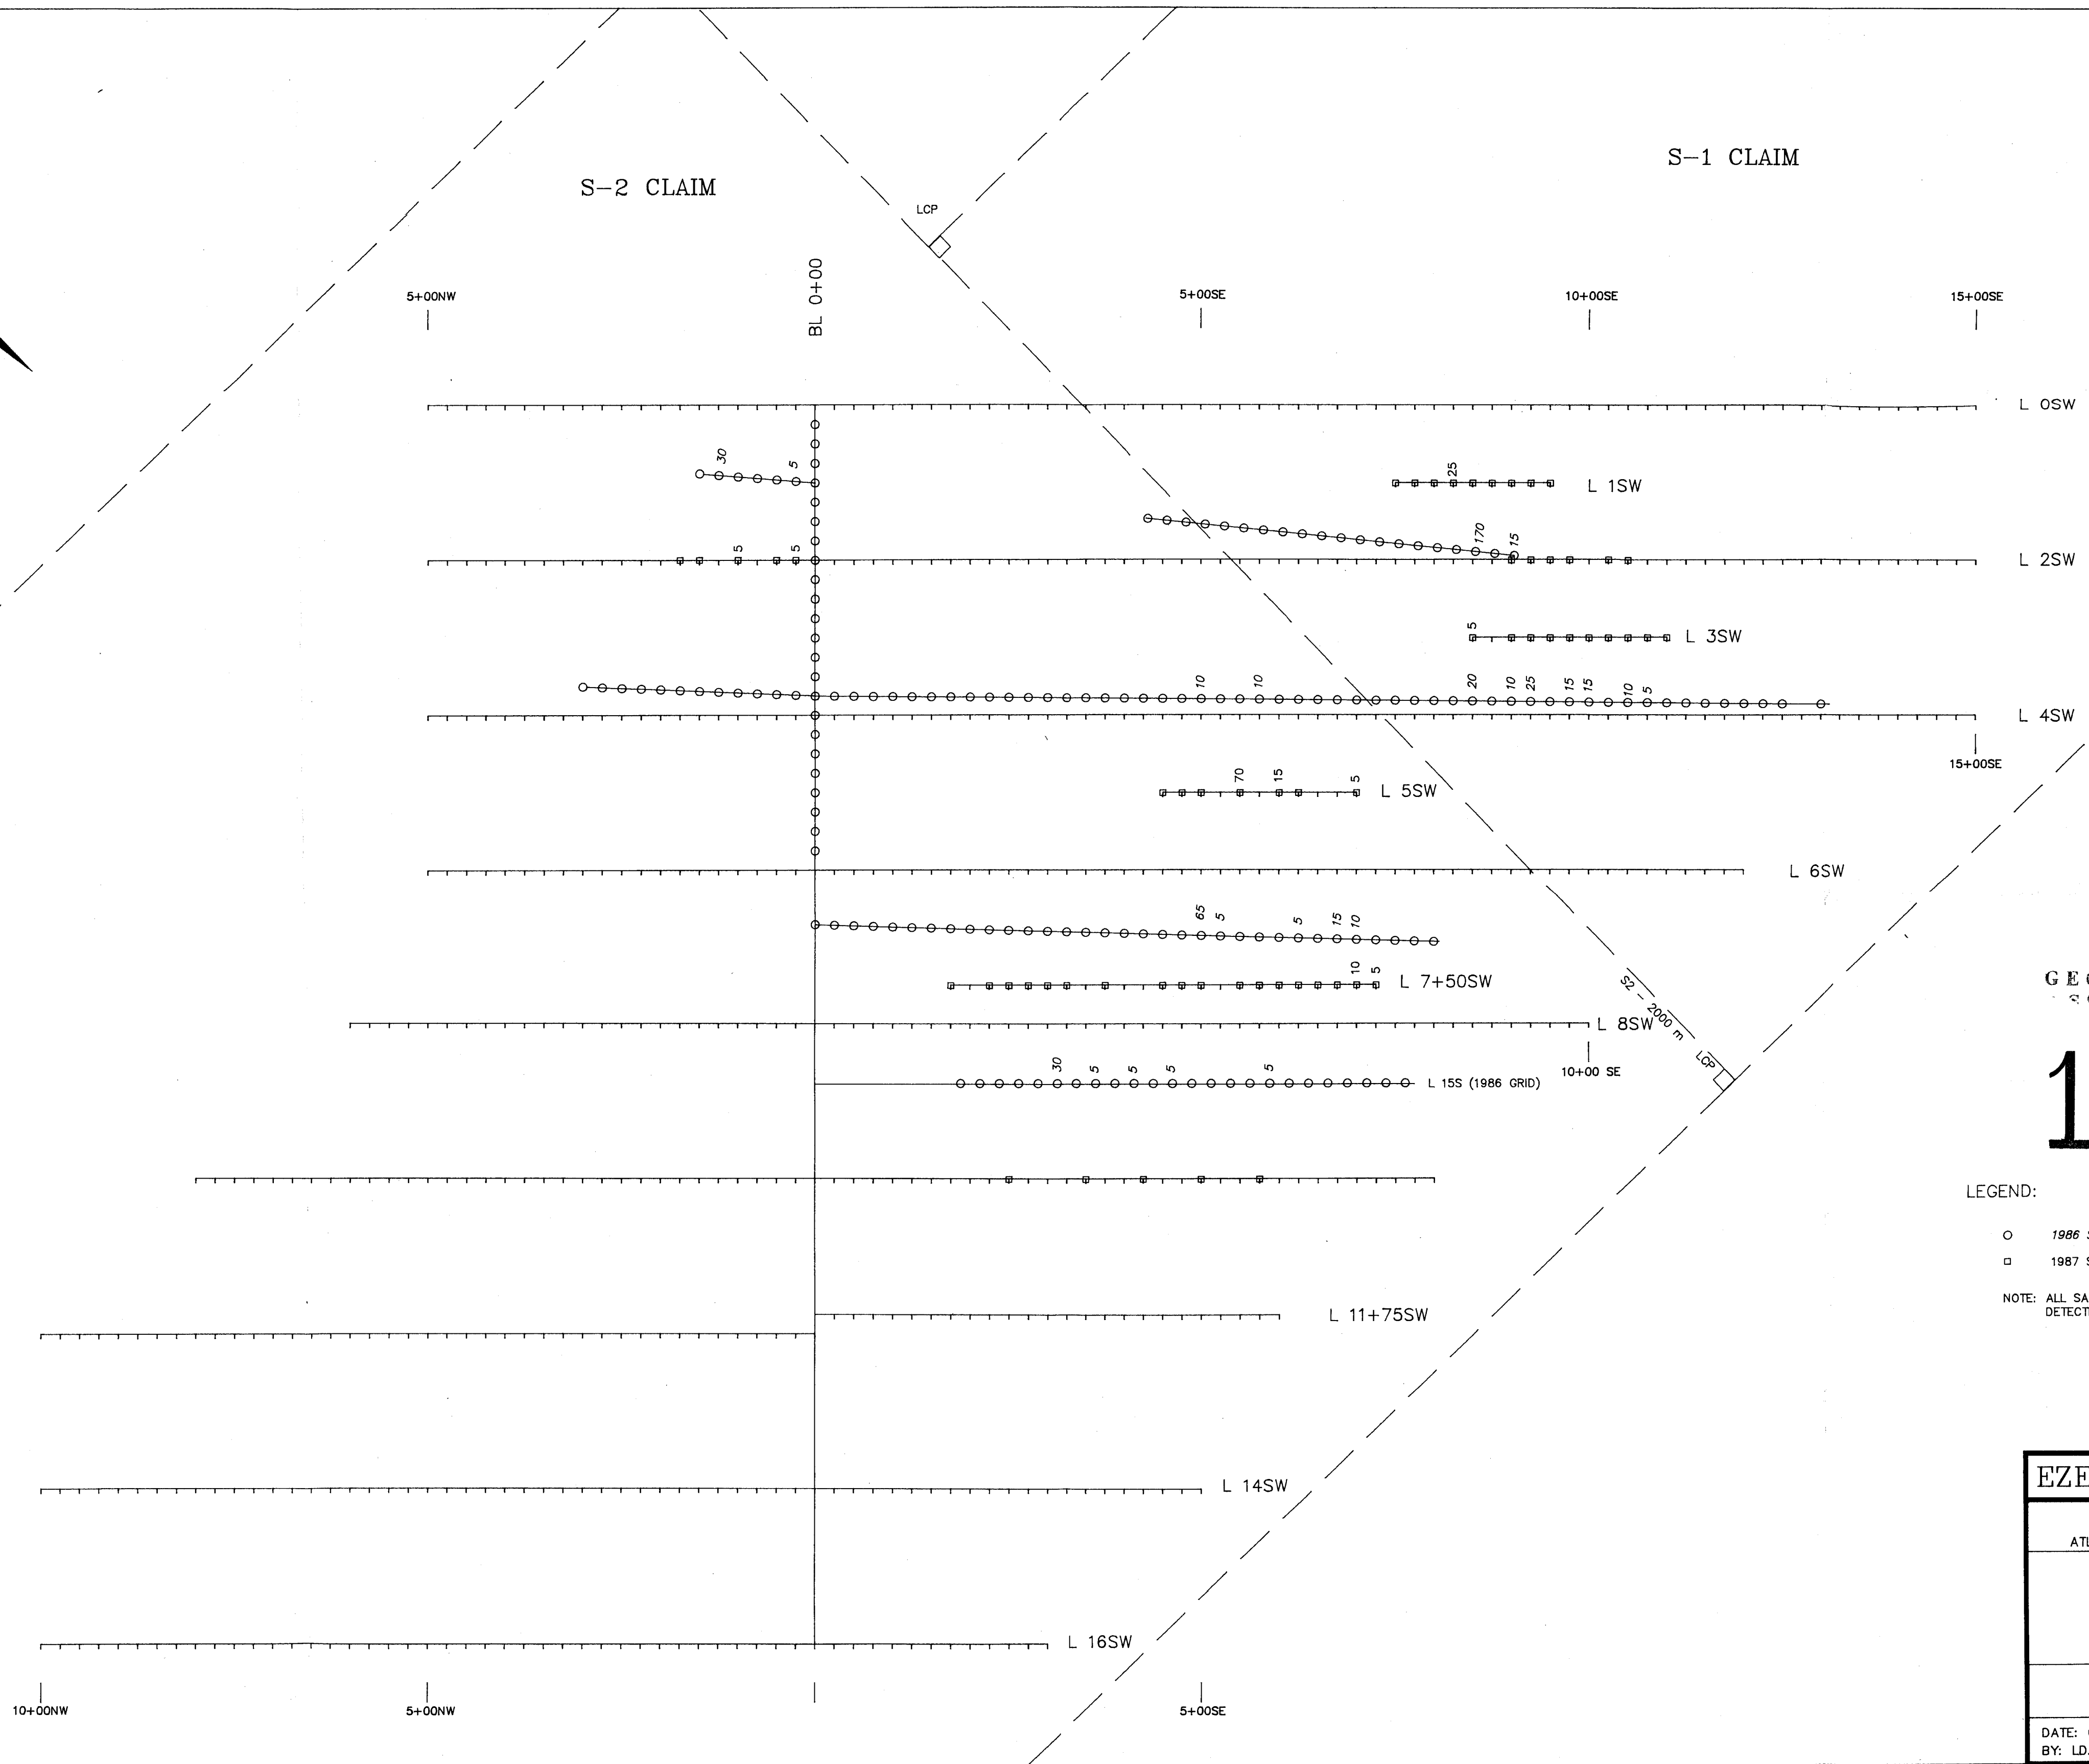 S-1 CLAIM
S-2 CLAIM
LCP
BL 0+00
5+00NW
5+00SE
10+00SE
15+00SE
L 0SW
30
5
25
L 1SW
170
15
5
5
L 2SW
5
L 3SW
10
10
20
10
25
15
15
10
5
L 4SW
15+00SE
70
15
5
L 5SW
L 6SW
65
5
5
15
10
10
5
L 7+50SW
S2 - 2000 m
LCP
L 8SW
10+00 SE
30
5
5
5
5
L 15S (1986 GRID)
1
LEGEND:
1986
1987
NOTE: ALL
L 11+75SW
L 14SW
L 16SW
10+00NW
5+00NW
5+00SE
DATE:
BY: LD